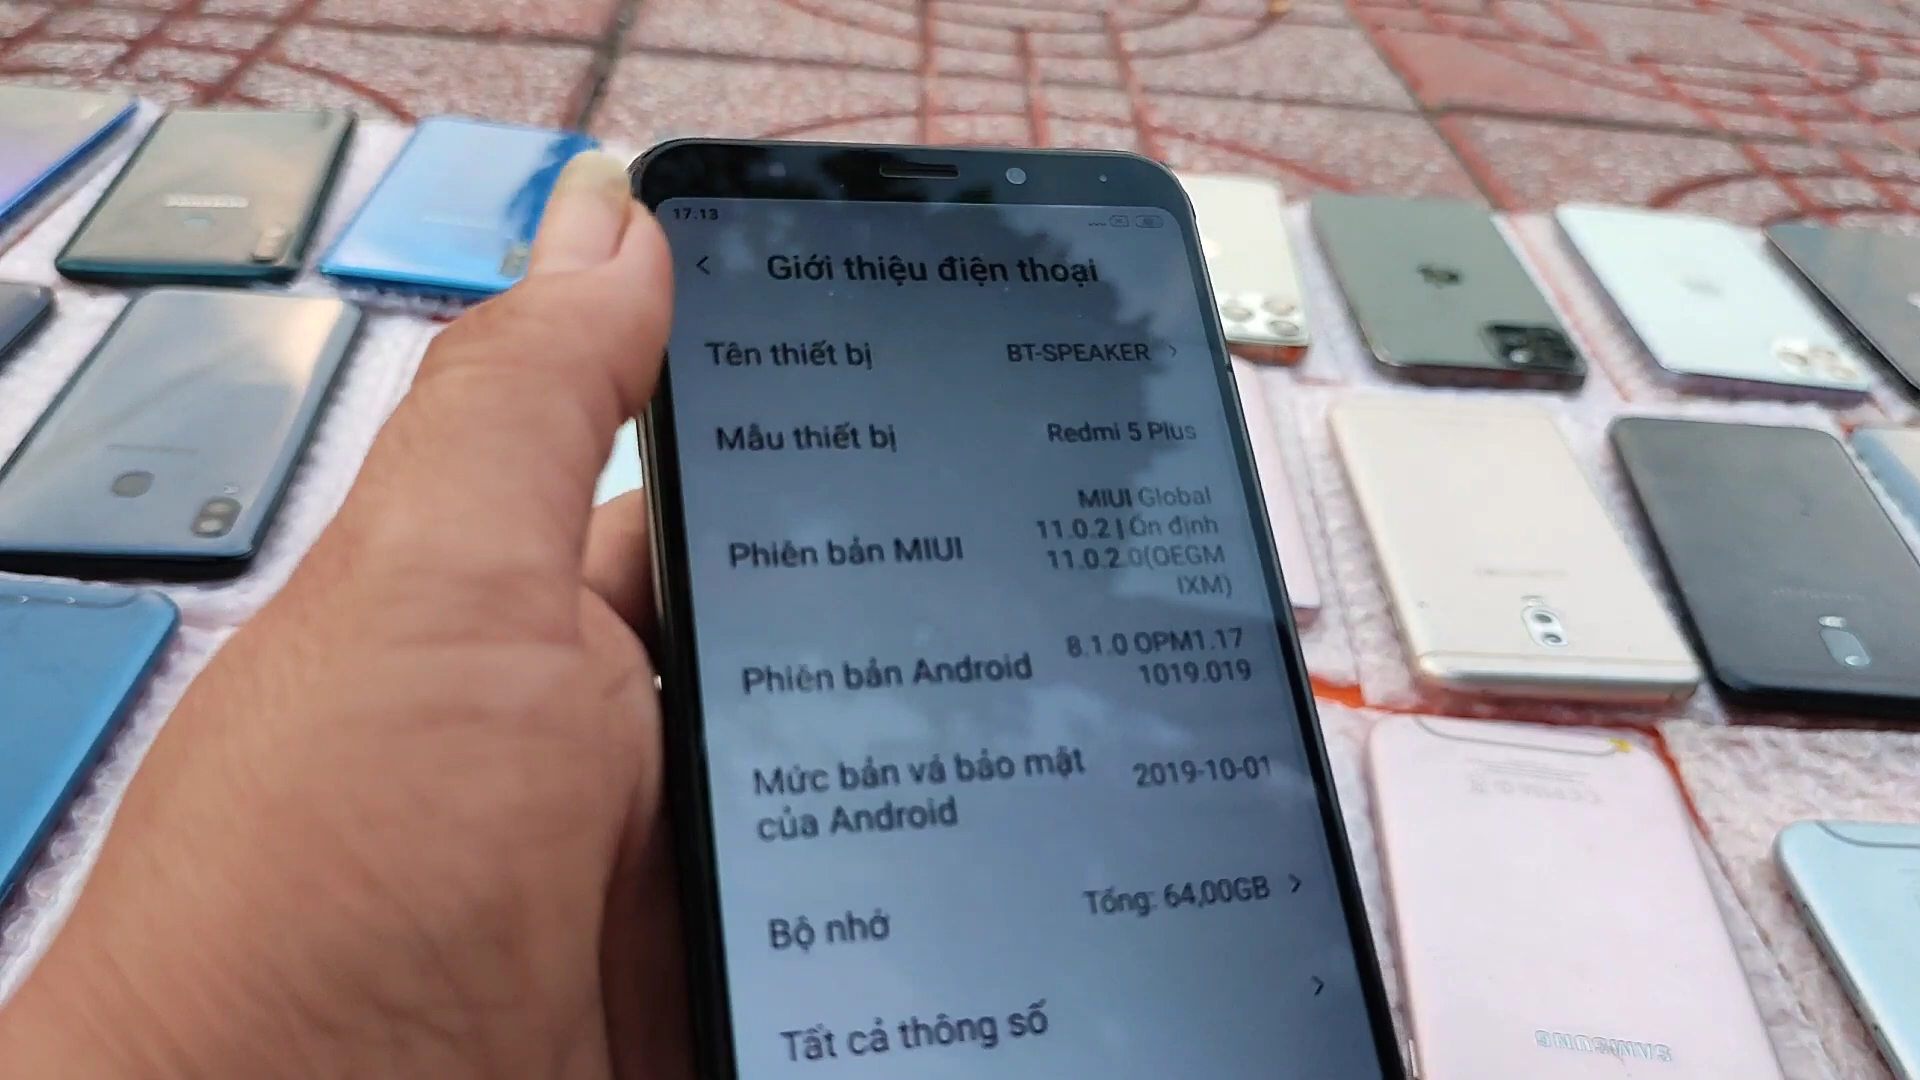 17:13
Giới thiệu điện thoại
Tên thiết bị
BT-SPEAKER
Mẫu thiết bị
Redmi 5 Plus
Phiên bản MIUI
MIUI Global
11.0.2 | Ổn định
11.0.2.0(OEGM
IXM)
Phiên bản Android
8.1.0 OPM1.17
1019.019
Mức bản vá bảo mật
của Android
2019-10-01
Bộ nhớ
Tổng: 64,00GB
Tất cả thông số
SAMSUNG
SAMSUNG